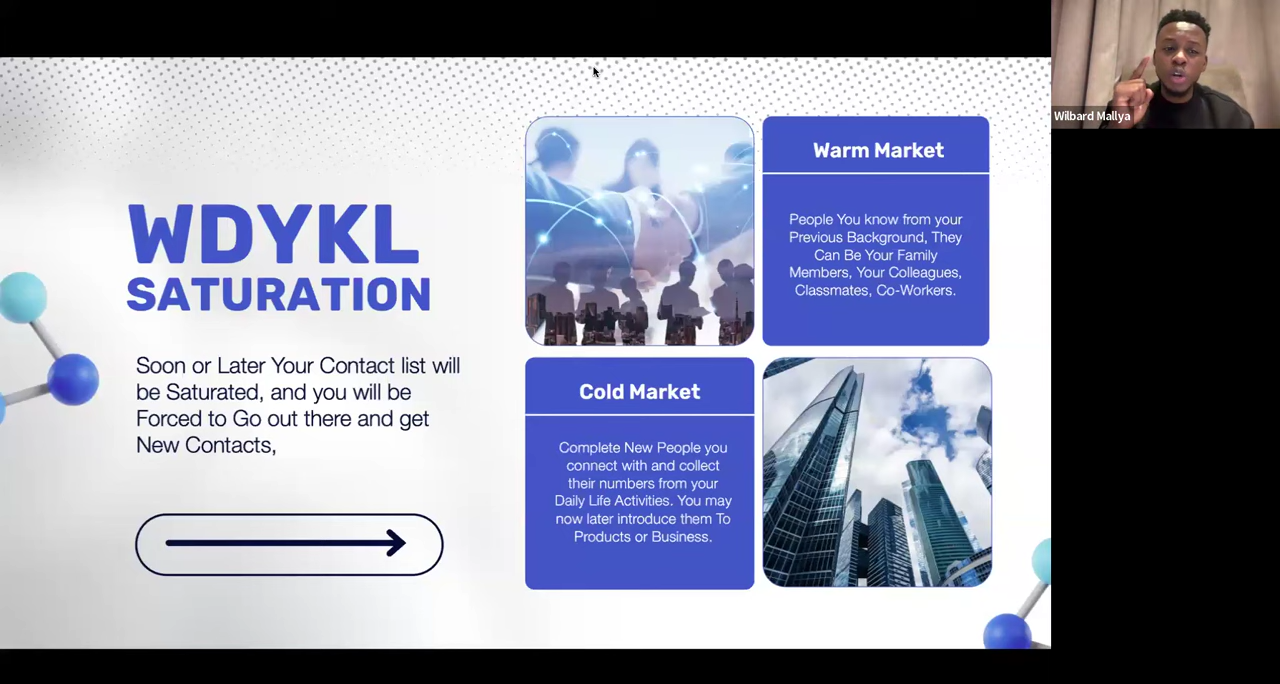 WDYKL
SATURATION
Soon or Later Your Contact list will
be Saturated, and you will be
Forced to Go out there and get
New Contacts,
Warm Market
People You know from your
Previous Background, They
Can Be Your Family
Members, Your Colleagues,
Classmates, Co-Workers.
Cold Market
Complete New People you
connect with and collect
their numbers from your
Daily Life Activities. You may
now later introduce them To
Products or Business.
Wilbard Mallya